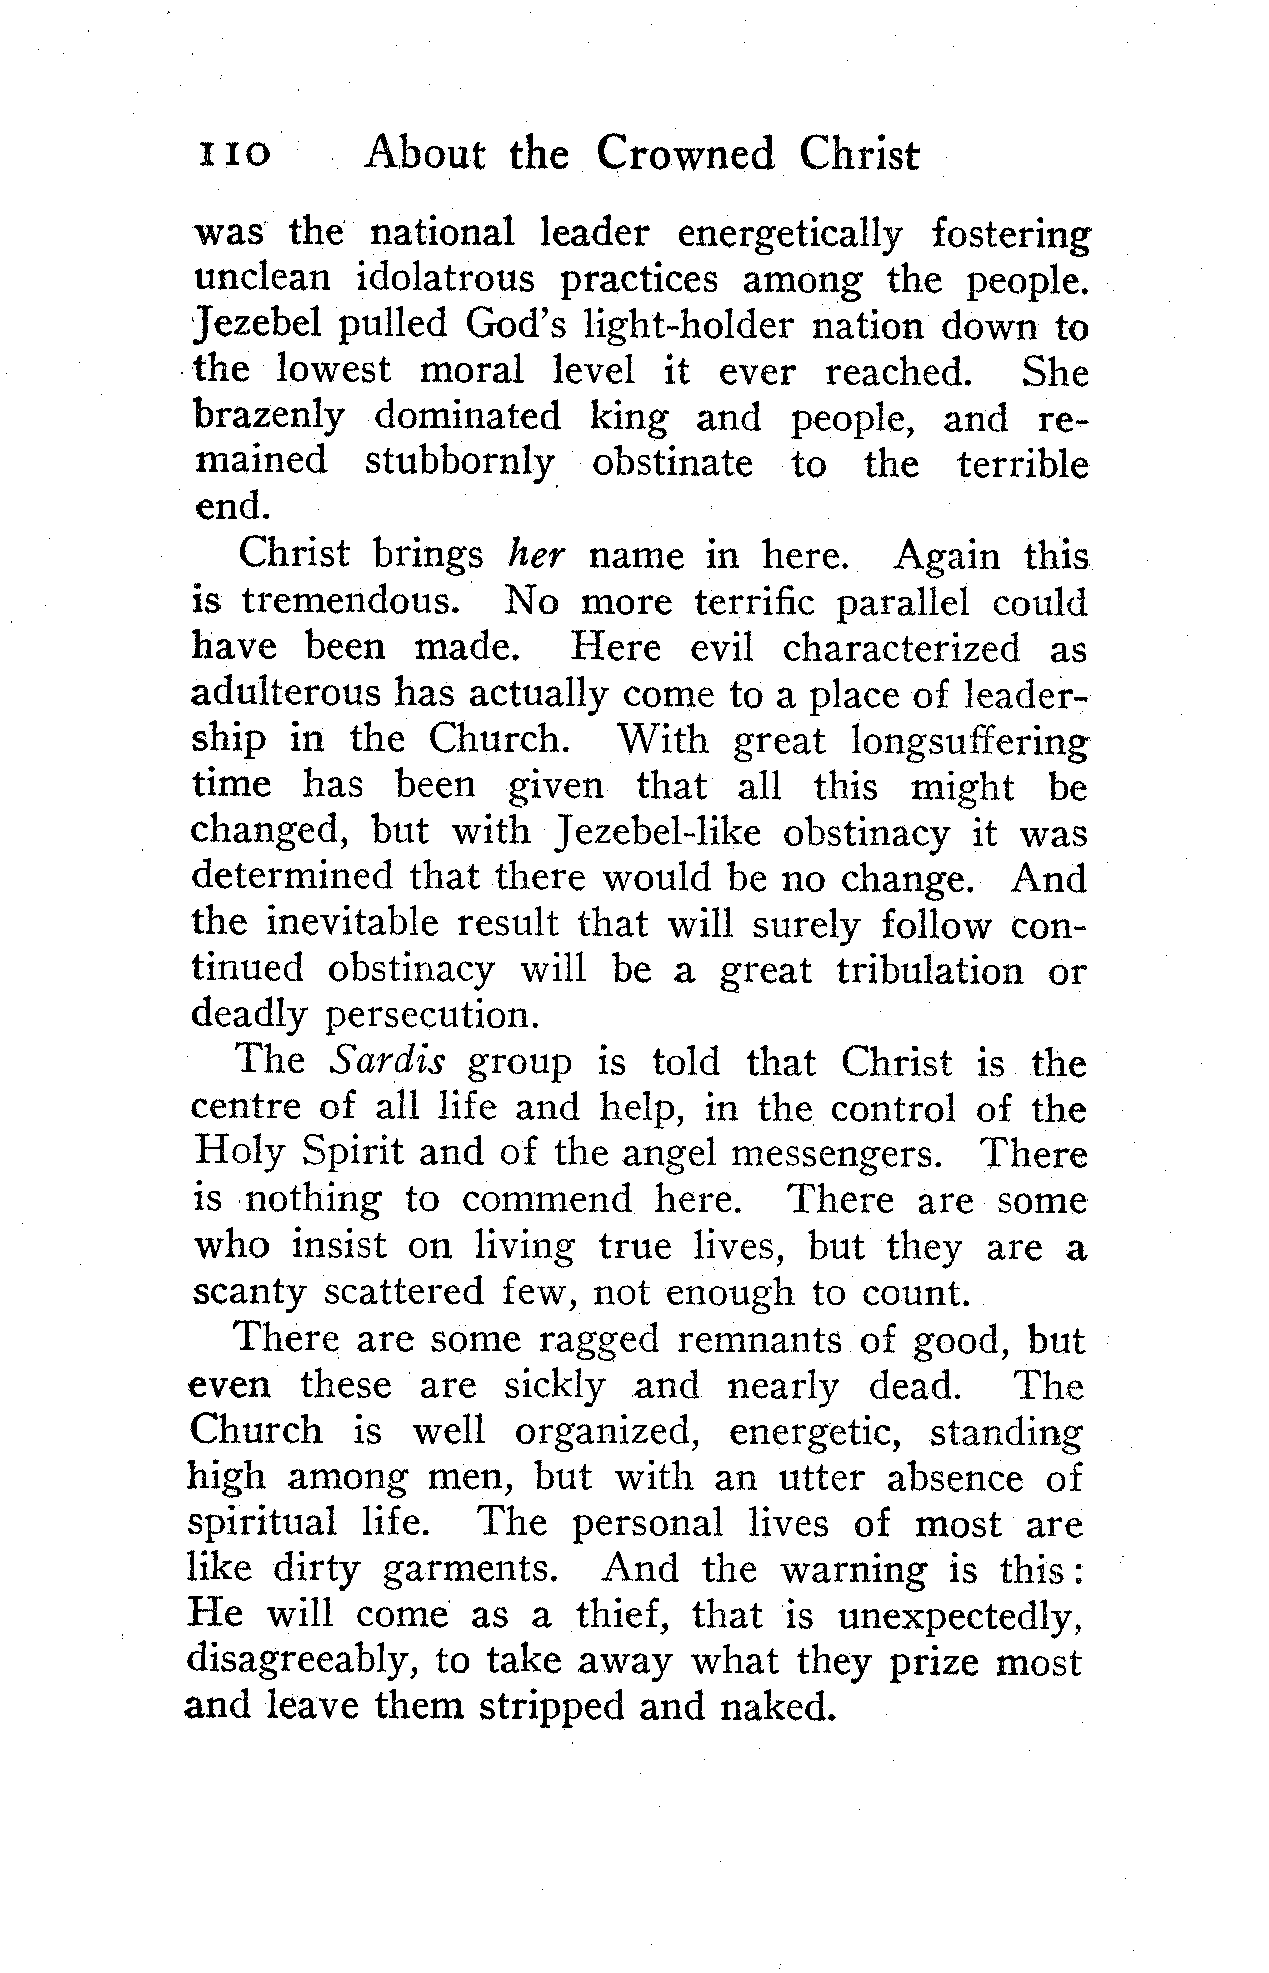 110 About the Crowned Christ
was the national leader energetically fostering
unclean idolatrous practices among the people.
Jezebel pulled God's light-holder nation down to
the lowest moral level it ever reached. She
brazenly dominated king and people, and re-
mained stubbornly obstinate to the terrible
end.
Christ brings her name in here. Again this
is tremendous. No more terrific parallel could
have been made. Here evil characterized as
adulterous has actually come to a place of leader-
ship in the Church. With great longsuffering
time has been given that all this might be
changed, but with Jezebel-like obstinacy it was
determined that there would be no change. And
the inevitable result that will surely follow con-
tinued obstinacy will be a great tribulation or
deadly persecution.
The Sardis group is told that Christ is the
centre of all life and help, in the control of the
Holy Spirit and of the angel messengers. There
is nothing to commend here. There are some
who insist on living true lives, but they are a
scanty scattered few, not enough to count.
There are some ragged remnants of good, but
even these are sickly and nearly dead. The
Church is well organized, energetic, standing
high among men, but with an utter absence of
spiritual life. The personal lives of most are
like dirty garments. And the warning is this:
He will come as a thief, that is unexpectedly,
disagreeably, to take away what they prize most
and leave them stripped and naked.